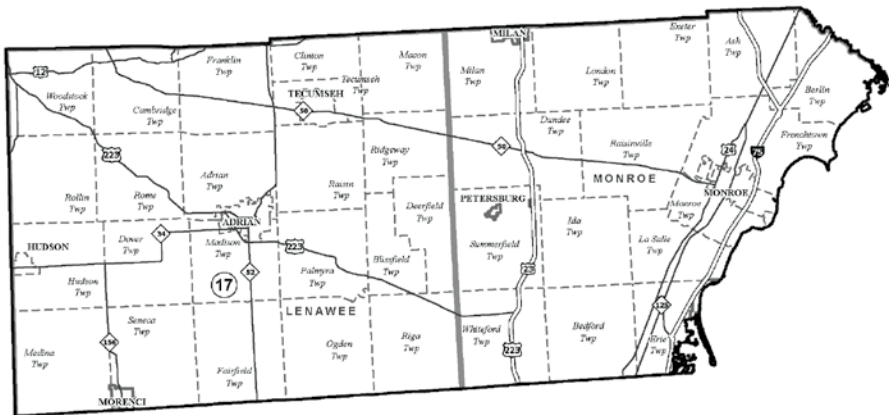 Exeter
Twp
Ash
Twp
MILAN
Franklin
Twp
Clinton
Twp
Macon
Twp
Milan
Twp
London
Twp
12
Tecumseh
Twp
Berlin
Twp
Woodstock
Twp
Cambridge
Twp
TECUMSEH
50
Dundee
Twp
Raisinville
Twp
Frenchtown
Twp
24
75
223
Ridgeway
Twp
50
Adrian
Twp
Raisin
Twp
MONROE
MONROE
Rollin
Twp
Rome
Twp
Deerfield
Twp
PETERSBURG
Monroe
Twp
ADRIAN
Ida
Twp
34
HUDSON
Dover
Twp
Madison
Twp
223
Summerfield
Twp
La Salle
Twp
Blissfield
Twp
Palmyra
Twp
23
Hudson
Twp
17
52
LENAWEE
125
Seneca
Twp
Whiteford
Twp
Bedford
Twp
Erie
Twp
156
Medina
Twp
Ogden
Twp
Riga
Twp
223
Fairfield
Twp
MORENCI